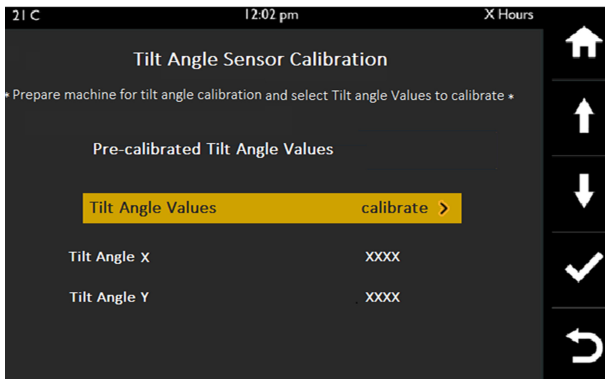 21 C 12:02 pm X Hours
Tilt Angle Sensor Calibration
* Prepare machine for tilt angle calibration and select Tilt angle Values to calibrate *
Pre-calibrated Tilt Angle Values
Tilt Angle Values calibrate >
Tilt Angle X XXXX
Tilt Angle Y XXXX